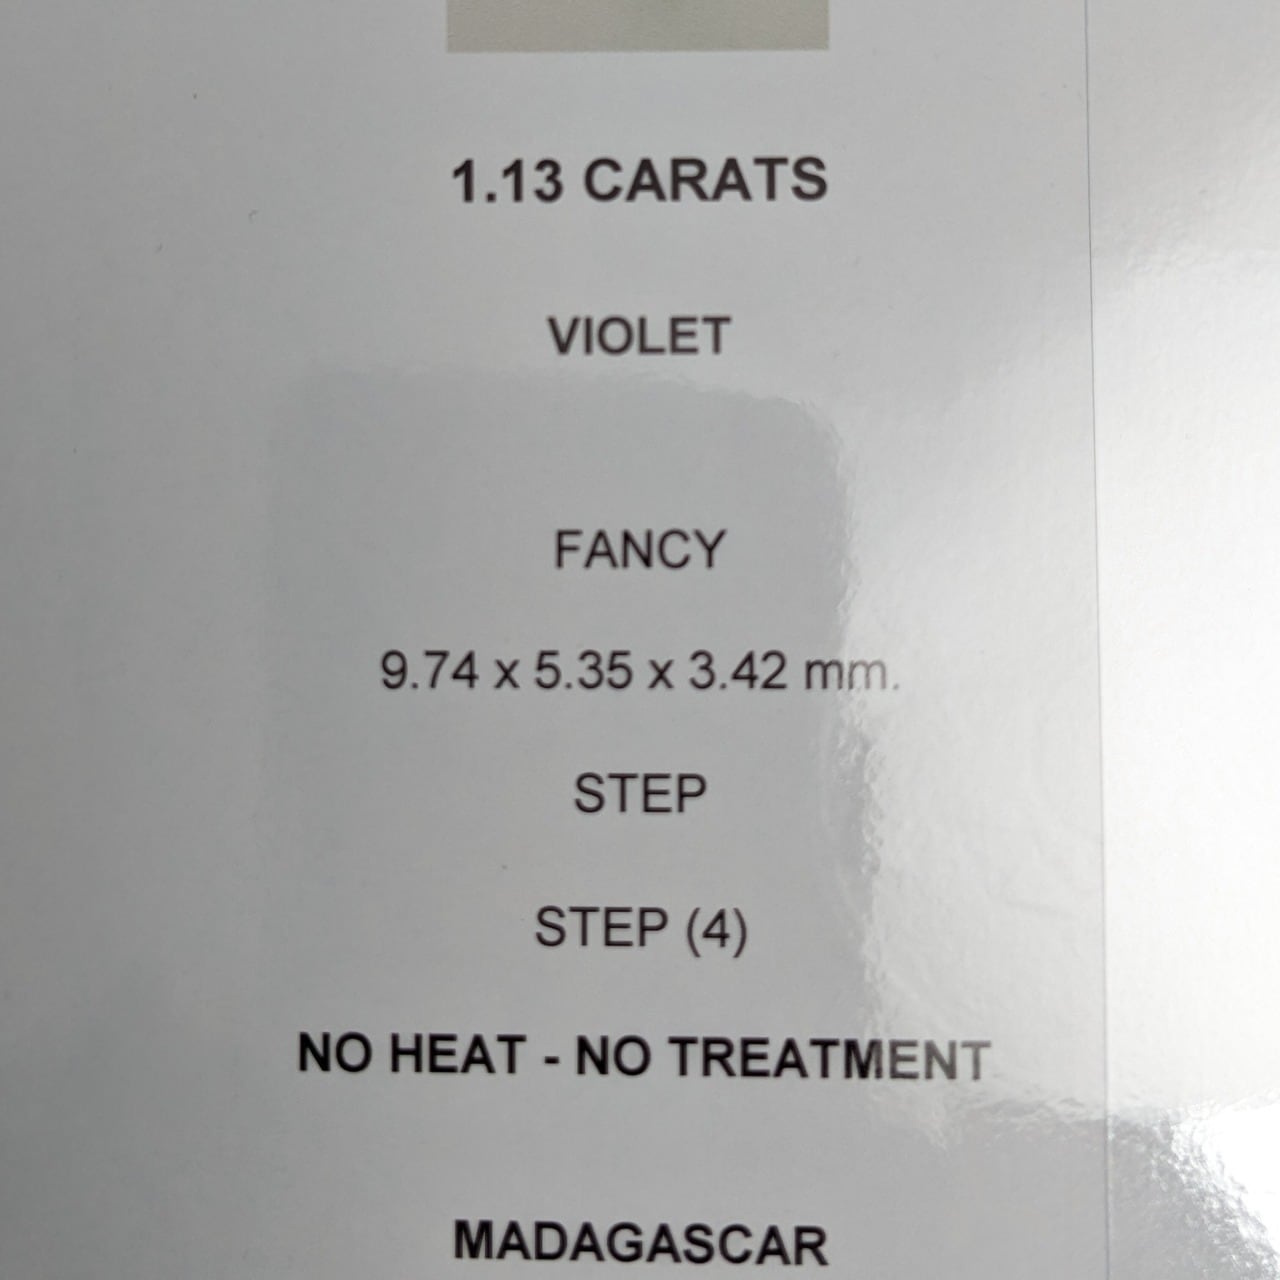 1.13 CARATS
VIOLET
FANCY
9.74 x 5.35 x 3.42 mm.
STEP
STEP (4)
NO HEAT - NO TREATMENT
MADAGASCAR